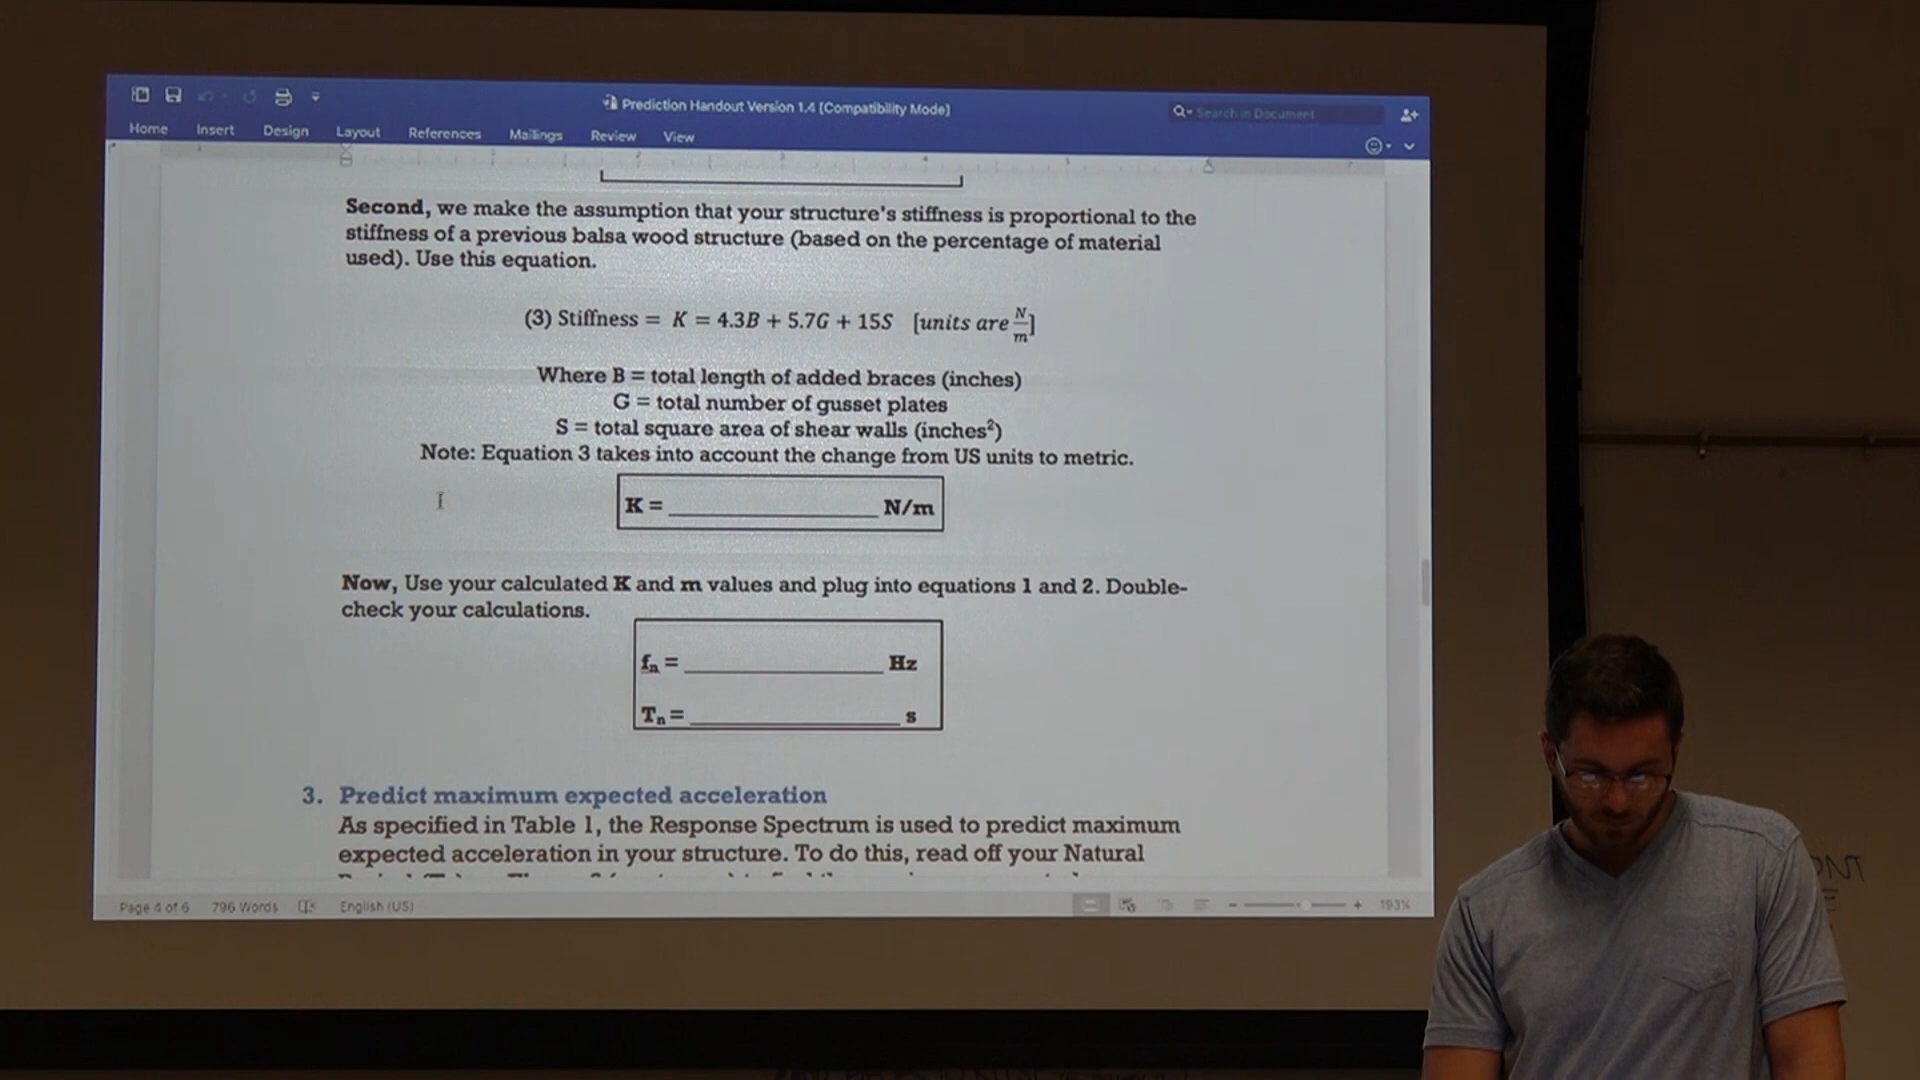 Prediction Handout Version 1.4 [Compatibility Mode]
Search in Document
Home Insert Design Layout References Mailings Review View
Second, we make the assumption that your structure's stiffness is proportional to the
stiffness of a previous balsa wood structure (based on the percentage of material
used). Use this equation.
(3) Stiffness = K = 4.3B + 5.7G + 15S [units are N/m]
Where B = total length of added braces (inches)
G = total number of gusset plates
S = total square area of shear walls (inches²)
Note: Equation 3 takes into account the change from US units to metric.
K = ____________ N/m
Now, Use your calculated K and m values and plug into equations 1 and 2. Double-
check your calculations.
fn = ____________ Hz
Tn = ____________ s
3. Predict maximum expected acceleration
As specified in Table 1, the Response Spectrum is used to predict maximum
expected acceleration in your structure. To do this, read off your Natural
Page 4 of 6 796 Words English (US) 193%